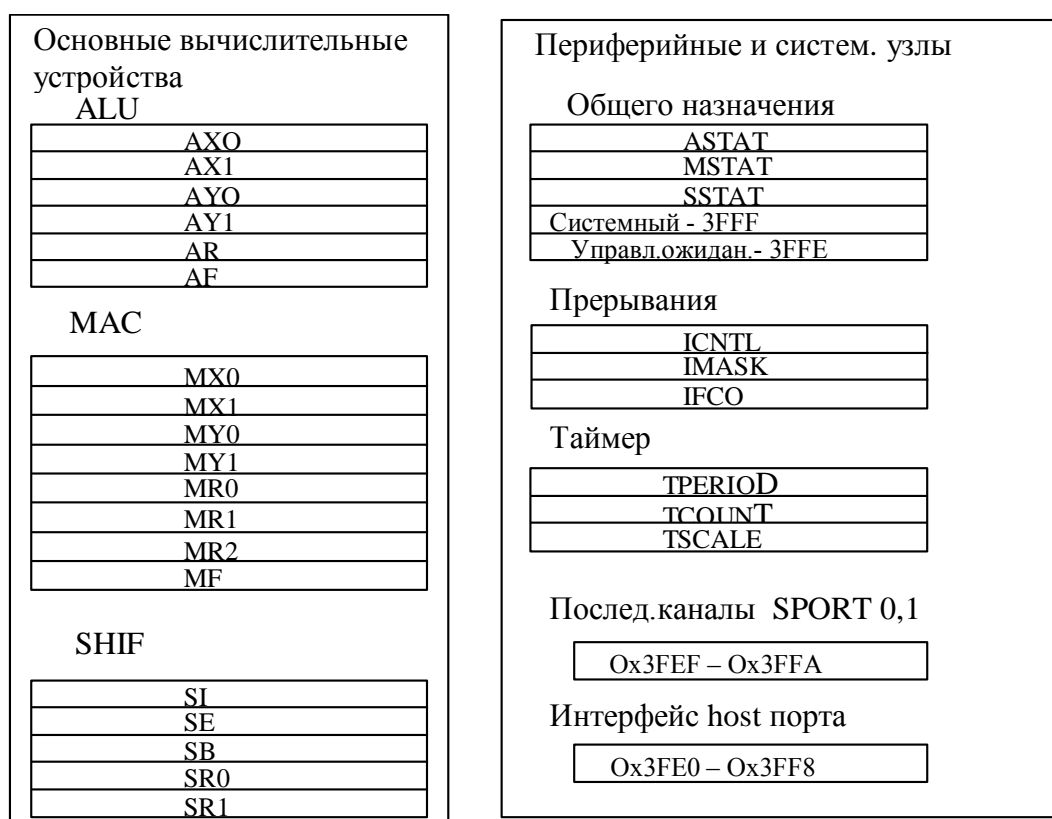 Основные вычислительные
устройства
ALU
AXO
AX1
AYO
AY1
AR
AF
MAC
MX0
MX1
MY0
MY1
MR0
MR1
MR2
MF
SHIF
SI
SE
SB
SR0
SR1
Периферийные и систем. узлы
Общего назначения
ASTAT
MSTAT
SSTAT
Системный - 3FFF
Управл.ожидан.- 3FFE
Прерывания
ICNTL
IMASK
IFCO
Таймер
TPERIOD
TCOUNT
TSCALE
Послед.каналы SPORT 0,1
Ox3FEF – Ox3FFA
Интерфейс host порта
Ox3FE0 – Ox3FF8